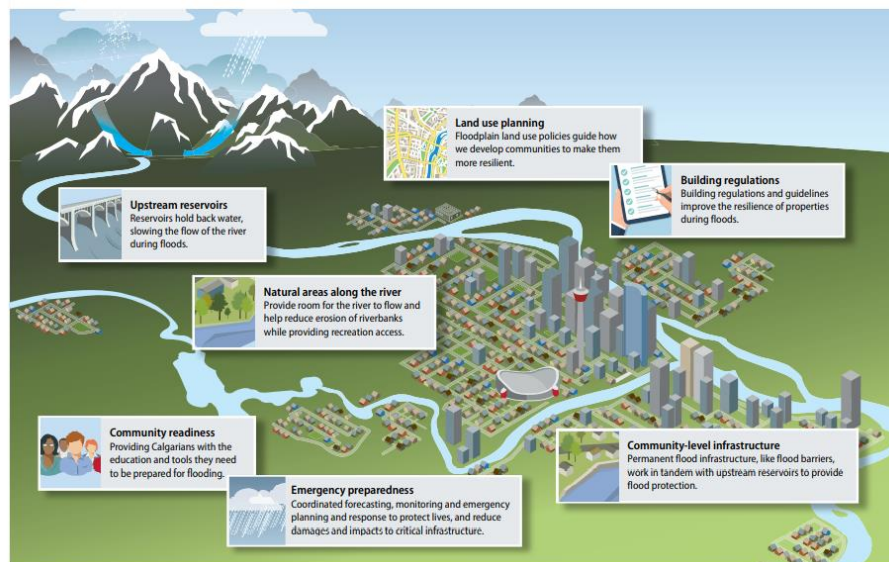 Land use planning
Floodplain land use policies guide how
we develop communities to make them
more resilient.
Building regulations
Building regulations and guidelines
improve the resilience of properties
during floods.
Upstream reservoirs
Reservoirs hold back water,
slowing the flow of the river
during floods.
Natural areas along the river
Provide room for the river to flow and
help reduce erosion of riverbanks
while providing recreation access.
Community readiness
Providing Calgarians with the
education and tools they need
to be prepared for flooding.
Community-level infrastructure
Permanent flood infrastructure, like flood barriers,
work in tandem with upstream reservoirs to provide
flood protection.
Emergency preparedness
Coordinated forecasting, monitoring and emergency
planning and response to protect lives, and reduce
damages and impacts to critical infrastructure.